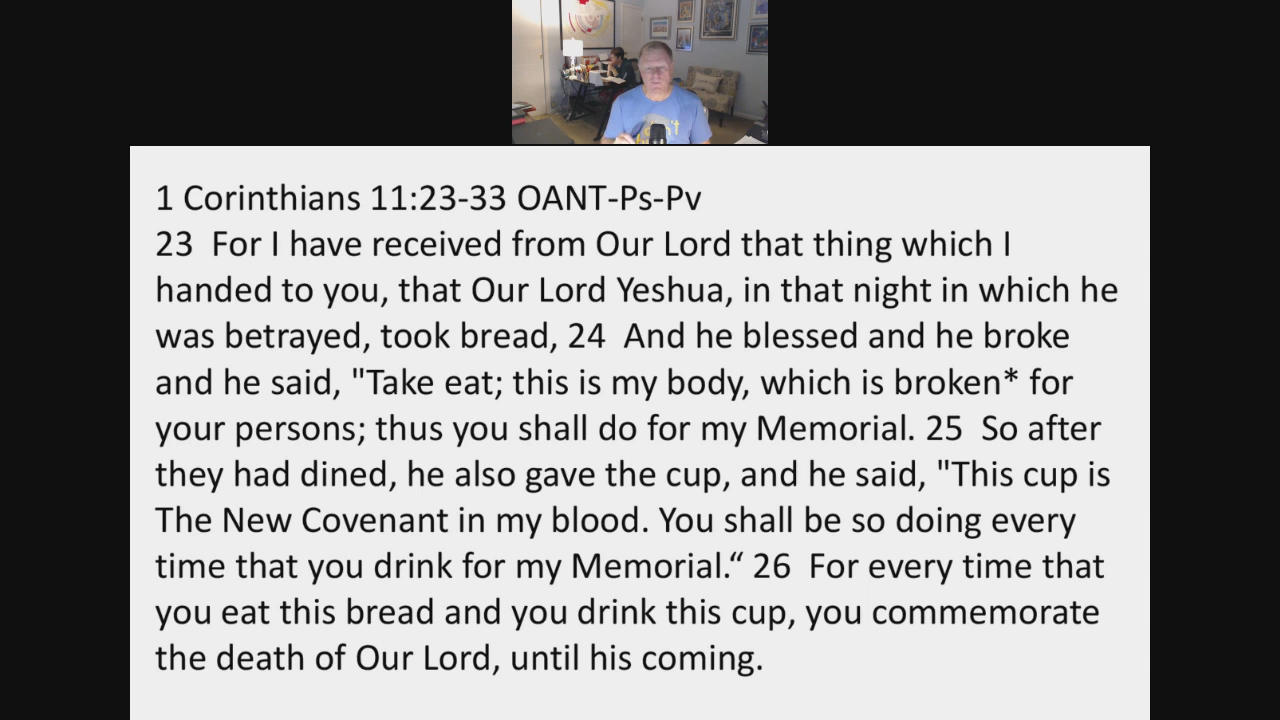 1 Corinthians 11:23-33 OANT-Ps-Pv
23  For I have received from Our Lord that thing which I
handed to you, that Our Lord Yeshua, in that night in which he
was betrayed, took bread, 24  And he blessed and he broke
and he said, "Take eat; this is my body, which is broken* for
your persons; thus you shall do for my Memorial. 25  So after
they had dined, he also gave the cup, and he said, "This cup is
The New Covenant in my blood. You shall be so doing every
time that you drink for my Memorial.“ 26  For every time that
you eat this bread and you drink this cup, you commemorate
the death of Our Lord, until his coming.